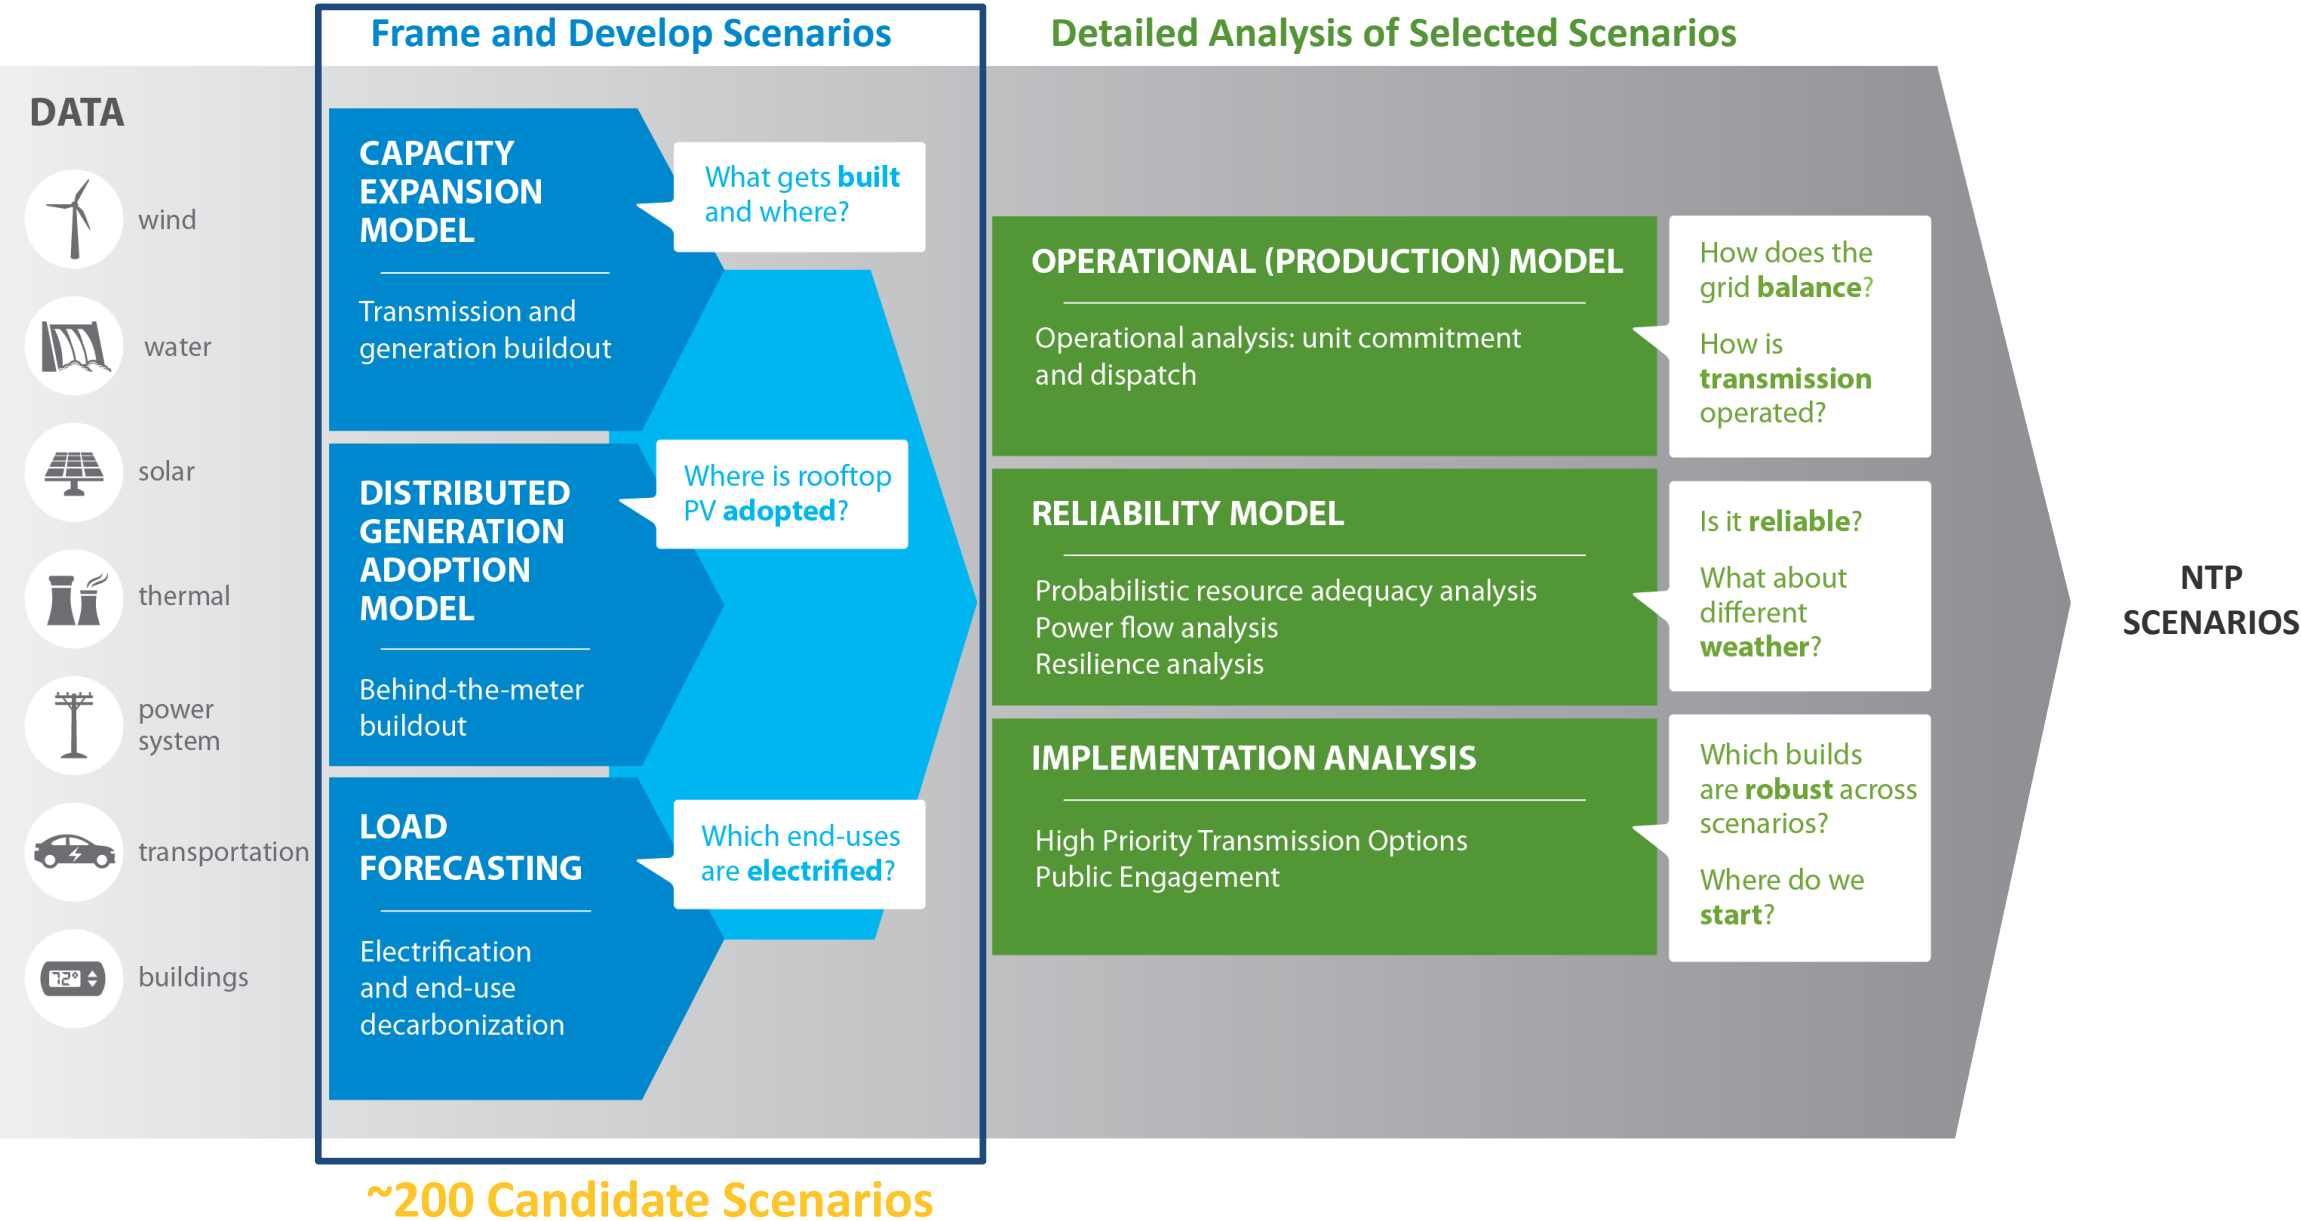 Frame and Develop Scenarios
Detailed Analysis of Selected Scenarios
DATA
wind
water
solar
thermal
power
system
transportation
72°
buildings
CAPACITY
EXPANSION
MODEL
Transmission and
generation buildout
What gets built
and where?
DISTRIBUTED
GENERATION
ADOPTION
MODEL
Behind-the-meter
buildout
Where is rooftop
PV adopted?
LOAD
FORECASTING
Electrification
and end-use
decarbonization
Which end-uses
are electrified?
~200 Candidate Scenarios
OPERATIONAL (PRODUCTION) MODEL
Operational analysis: unit commitment
and dispatch
How does the
grid balance?
How is
transmission
operated?
RELIABILITY MODEL
Probabilistic resource adequacy analysis
Power flow analysis
Resilience analysis
Is it reliable?
What about
different
weather?
IMPLEMENTATION ANALYSIS
High Priority Transmission Options
Public Engagement
Which builds
are robust across
scenarios?
Where do we
start?
NTP
SCENARIOS